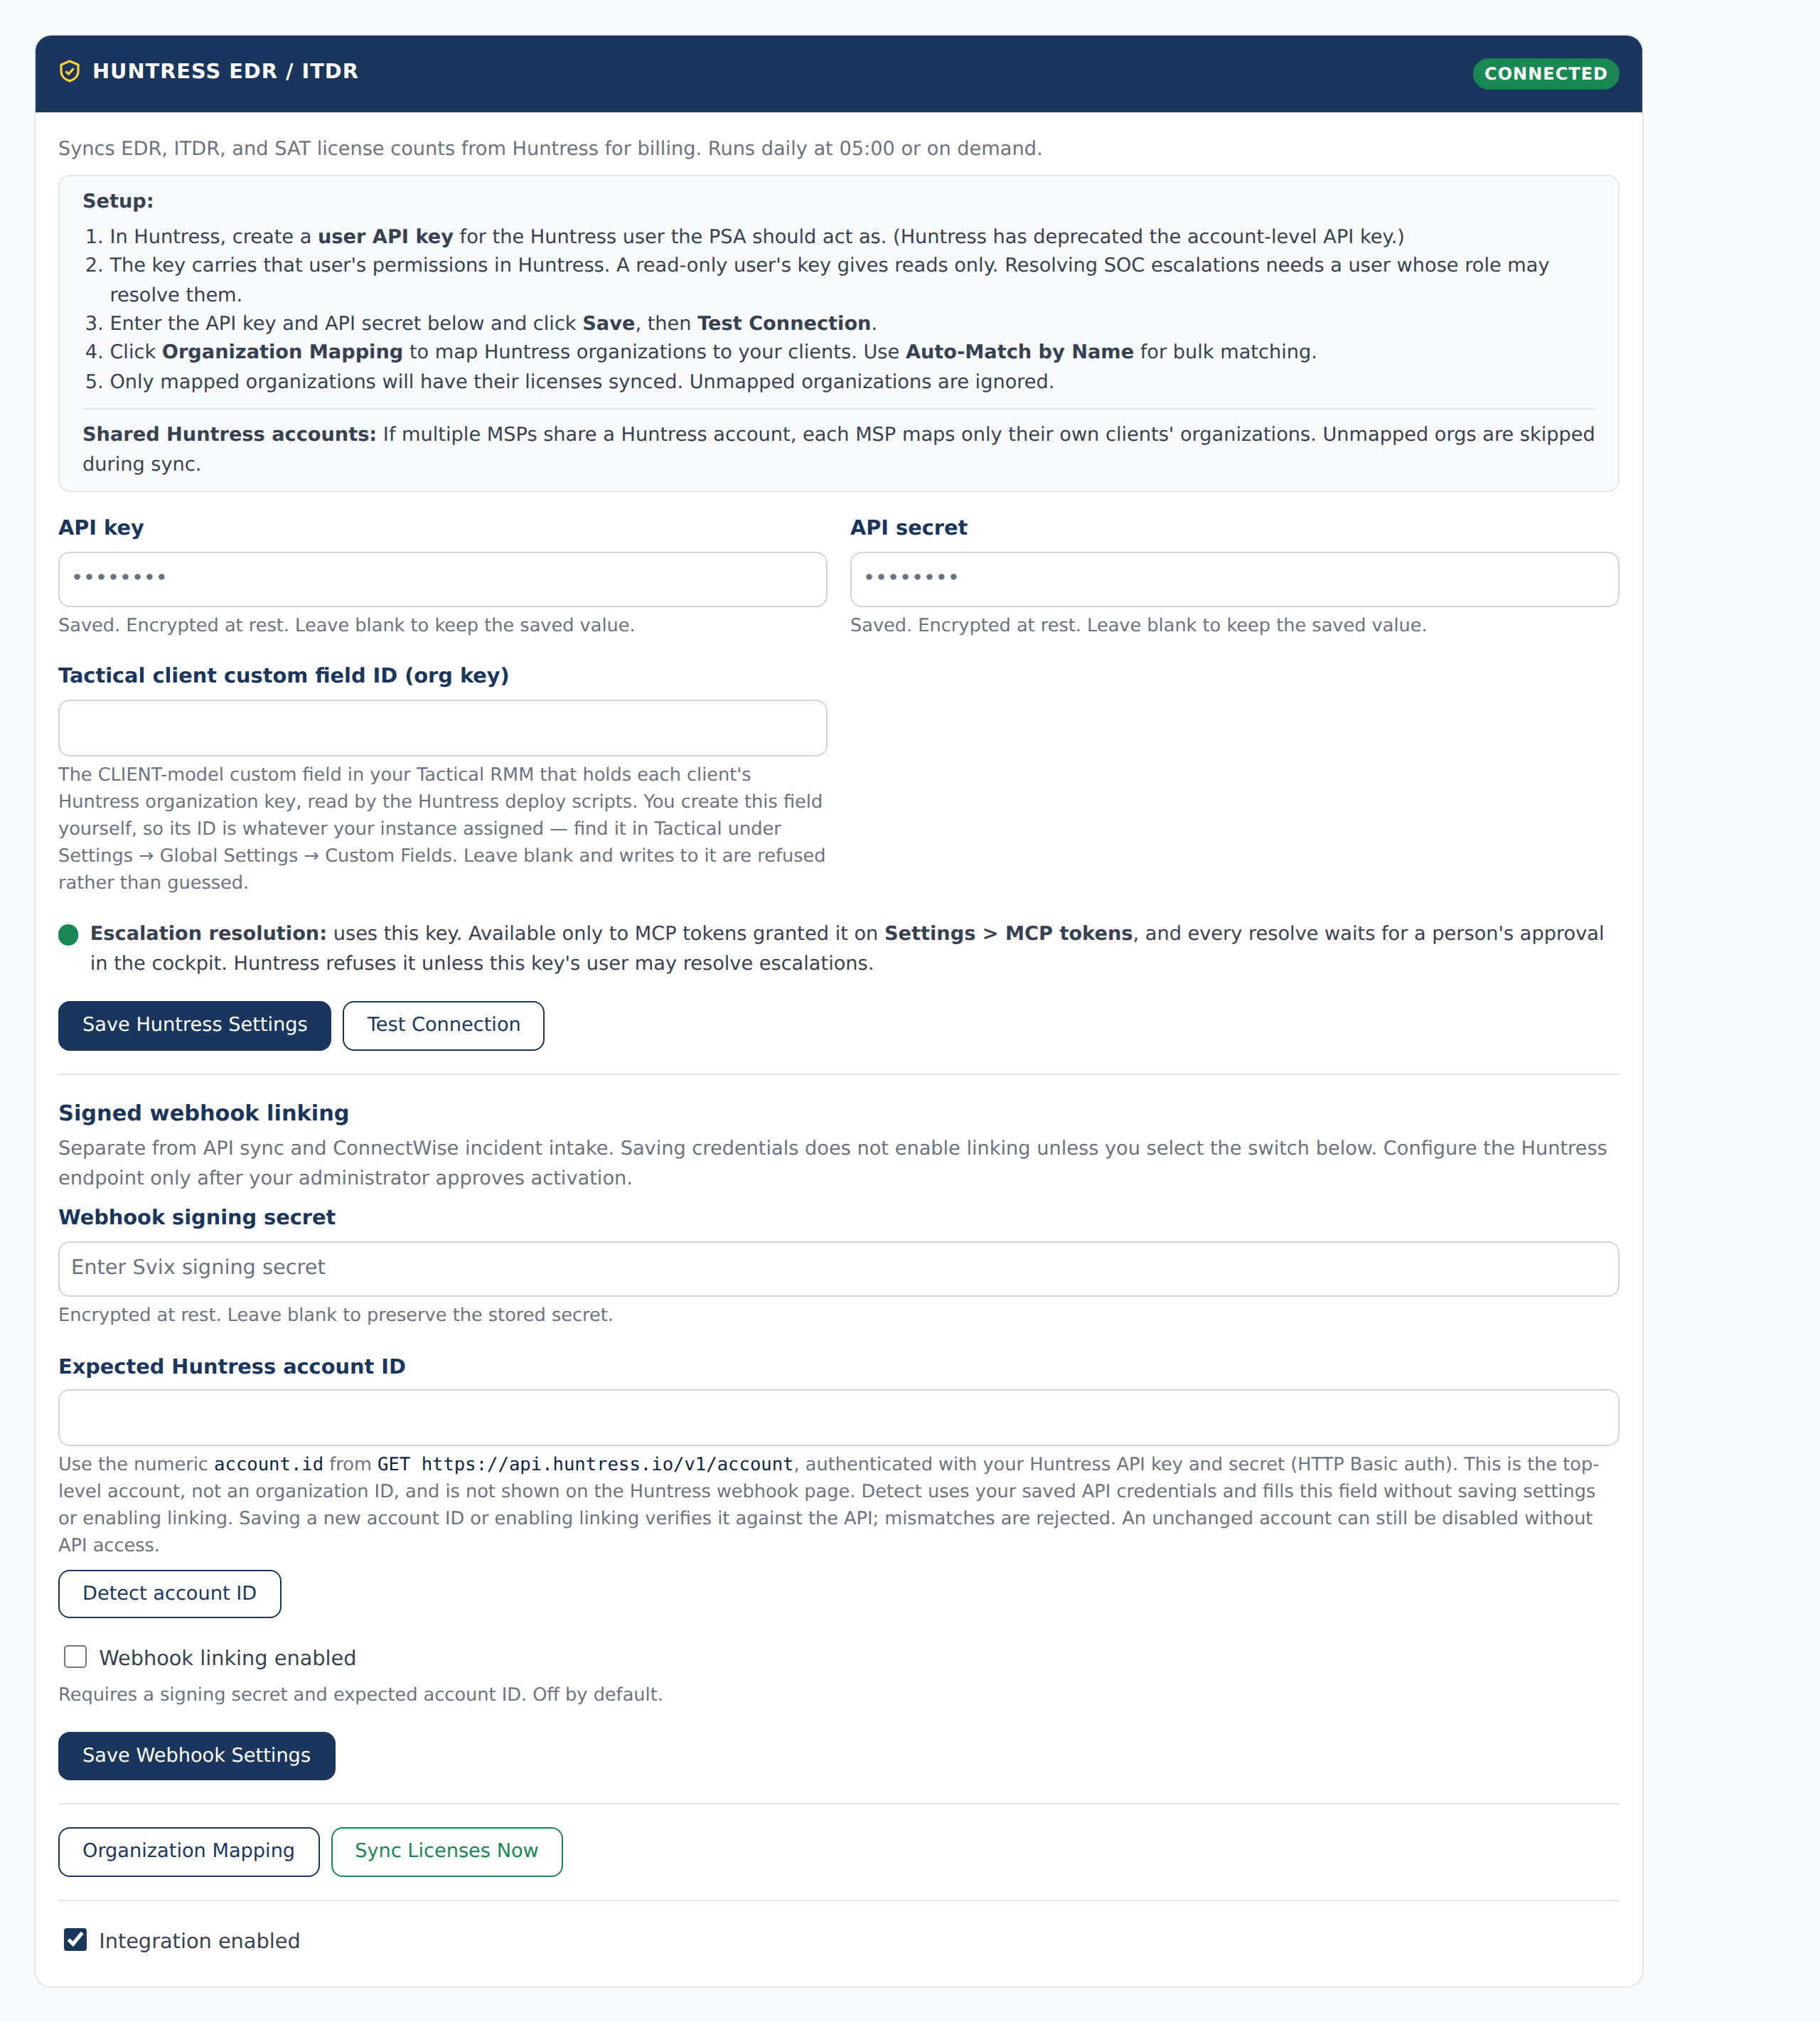 HUNTRESS EDR / ITDR
CONNECTED
Syncs EDR, ITDR, and SAT license counts from Huntress for billing. Runs daily at 05:00 or on demand.
Setup:
1. In Huntress, create a user API key for the Huntress user the PSA should act as. (Huntress has deprecated the account-level API key.)
2. The key carries that user's permissions in Huntress. A read-only user's key gives reads only. Resolving SOC escalations needs a user whose role may
resolve them.
3. Enter the API key and API secret below and click Save, then Test Connection.
4. Click Organization Mapping to map Huntress organizations to your clients. Use Auto-Match by Name for bulk matching.
5. Only mapped organizations will have their licenses synced. Unmapped organizations are ignored.
Shared Huntress accounts: If multiple MSPs share a Huntress account, each MSP maps only their own clients' organizations. Unmapped orgs are skipped
during sync.
API key
••••••••
Saved. Encrypted at rest. Leave blank to keep the saved value.
API secret
••••••••
Saved. Encrypted at rest. Leave blank to keep the saved value.
Tactical client custom field ID (org key)
The CLIENT-model custom field in your Tactical RMM that holds each client's
Huntress organization key, read by the Huntress deploy scripts. You create this field
yourself, so its ID is whatever your instance assigned — find it in Tactical under
Settings → Global Settings → Custom Fields. Leave blank and writes to it are refused
rather than guessed.
Escalation resolution: uses this key. Available only to MCP tokens granted it on Settings > MCP tokens, and every resolve waits for a person's approval
in the cockpit. Huntress refuses it unless this key's user may resolve escalations.
Save Huntress Settings
Test Connection
Signed webhook linking
Separate from API sync and ConnectWise incident intake. Saving credentials does not enable linking unless you select the switch below. Configure the Huntress
endpoint only after your administrator approves activation.
Webhook signing secret
Enter Svix signing secret
Encrypted at rest. Leave blank to preserve the stored secret.
Expected Huntress account ID
Use the numeric account.id from GET https://api.huntress.io/v1/account, authenticated with your Huntress API key and secret (HTTP Basic auth). This is the top-
level account, not an organization ID, and is not shown on the Huntress webhook page. Detect uses your saved API credentials and fills this field without saving settings
or enabling linking. Saving a new account ID or enabling linking verifies it against the API; mismatches are rejected. An unchanged account can still be disabled without
API access.
Detect account ID
Webhook linking enabled
Requires a signing secret and expected account ID. Off by default.
Save Webhook Settings
Organization Mapping
Sync Licenses Now
Integration enabled